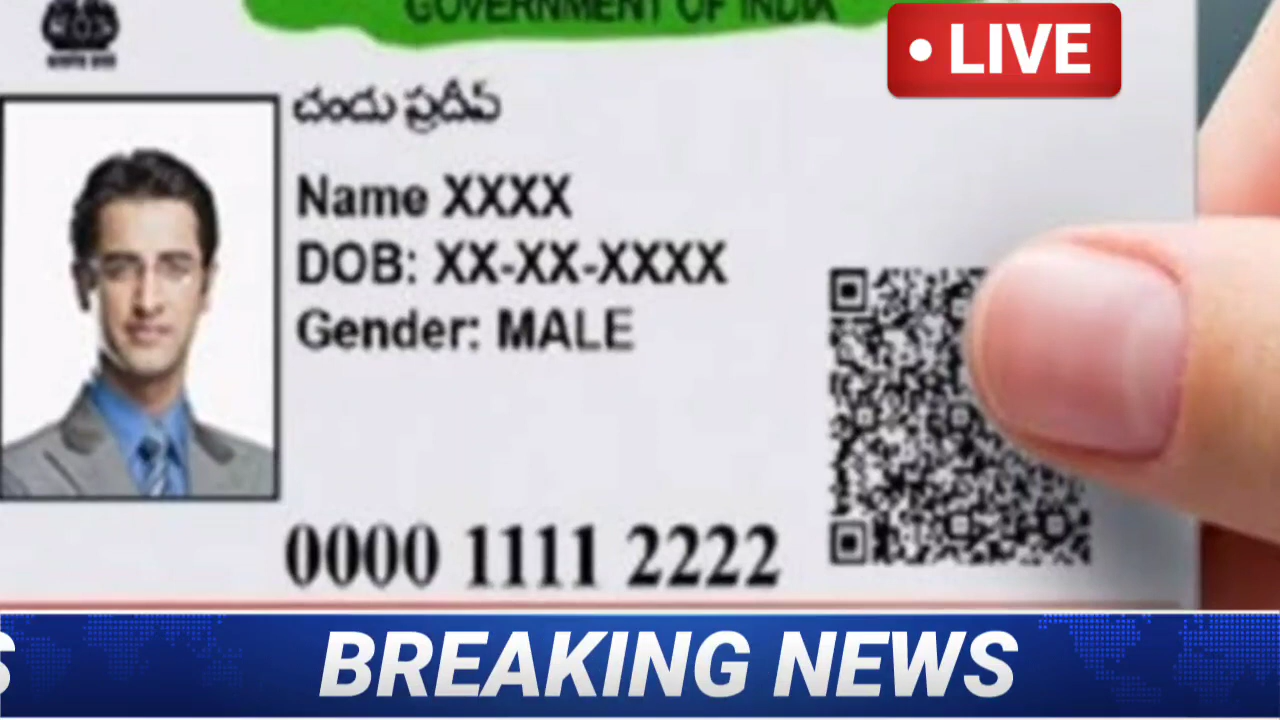 GOVERNMENT OF INDIA
LIVE
చందు ప్రదీప్
Name XXXX
DOB: XX-XX-XXXX
Gender: MALE
0000 1111 2222
S
BREAKING NEWS